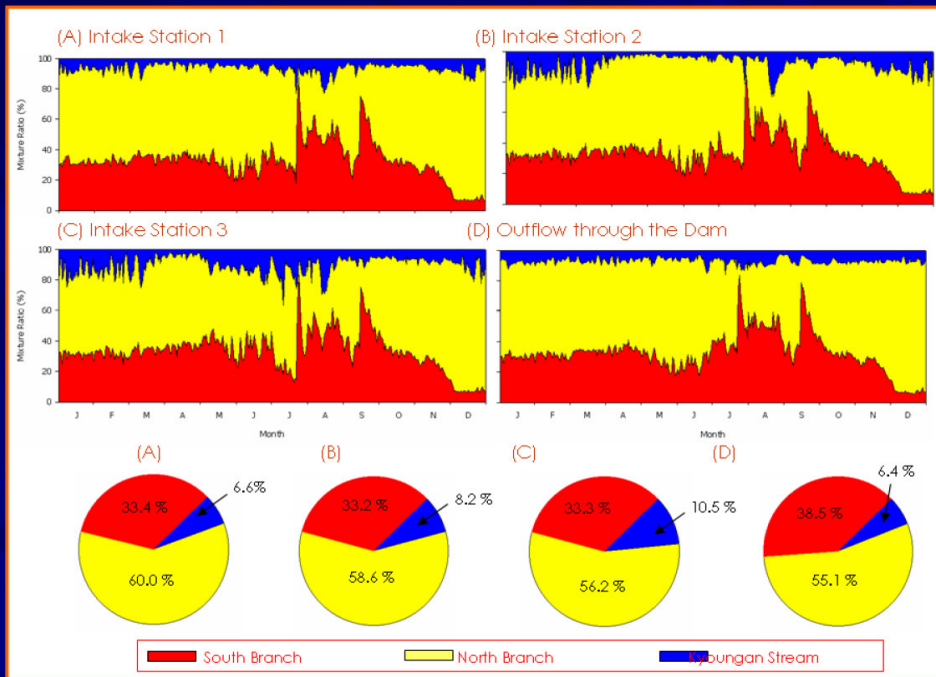 (A) Intake Station 1
(B) Intake Station 2
100
80
60
40
20
0
Mixture Ratio (%)
(C) Intake Station 3
(D) Outflow through the Dam
100
80
60
40
20
0
Mixture Ratio (%)
J F M A M J J A S O N D
J F M A M J J A S O N D
Month
Month
(A)
(B)
(C)
(D)
33.4 %
6.6%
60.0 %
33.2 %
8.2 %
58.6 %
33.3 %
10.5 %
56.2 %
38.5 %
6.4 %
55.1 %
South Branch
North Branch
Kyoungan Stream